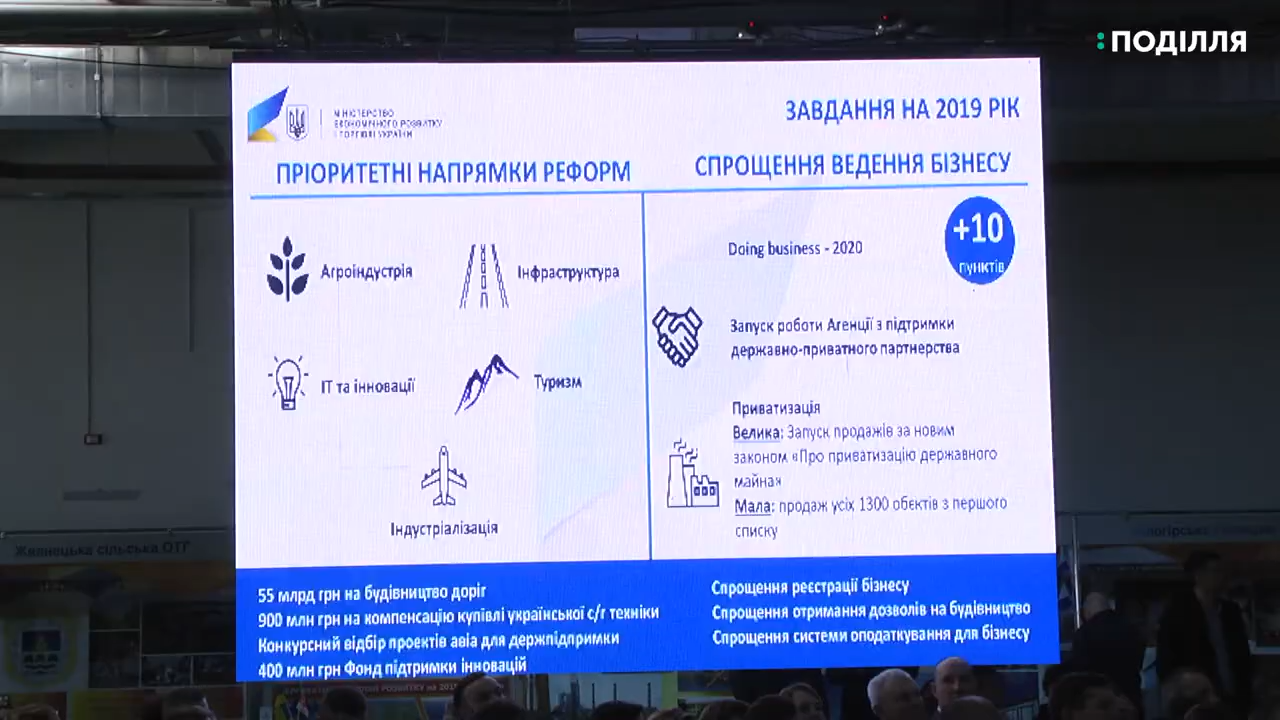 :ПОДІЛЛЯ
МІНІСТЕРСТВО
ЕКОНОМІЧНОГО РОЗВИТКУ
І ТОРГІВЛІ УКРАЇНИ
ЗАВДАННЯ НА 2019 РІК
ПРІОРИТЕТНІ НАПРЯМКИ РЕФОРМ
СПРОЩЕННЯ ВЕДЕННЯ БІЗНЕСУ
Агроіндустрія
Інфраструктура
ІТ та інновації
Туризм
Індустріалізація
Doing business - 2020
+10
пунктів
Запуск роботи Агенції з підтримки
державно-приватного партнерства
Приватизація
Велика: Запуск продажів за новим
законом «Про приватизацію державного
майна»
Мала: продаж усіх 1300 обєктів з першого
списку
55 млрд грн на будівництво доріг
900 млн грн на компенсацію купівлі української с/г техніки
Конкурсний відбір проектів авіа для держпідтримки
400 млн грн Фонд підтримки інновацій
Спрощення реєстрації бізнесу
Спрощення отримання дозволів на будівництво
Спрощення системи оподаткування для бізнесу
сільська ОТГ